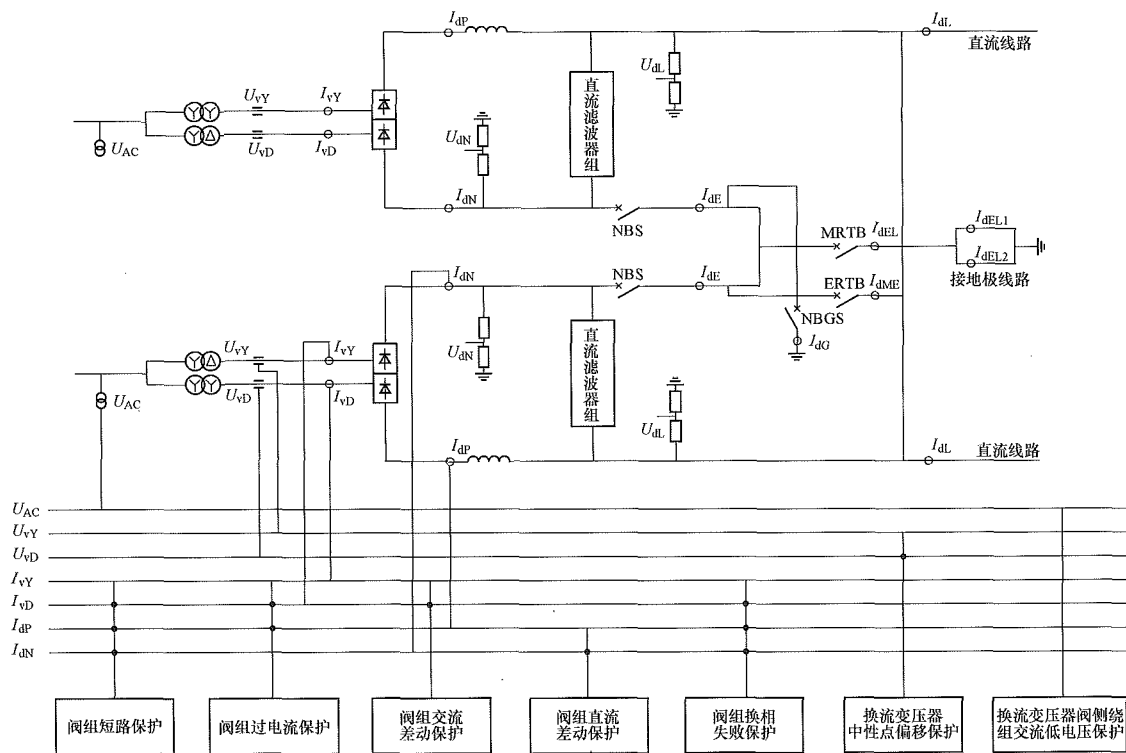 I_dP
I_dL
直流线路
U_dL
直流滤波器组
U_vY
I_vY
U_AC
U_vD
I_vD
U_dN
I_dN
NBS
I_dE
MRTB
I_dEL
I_dEL1
I_dEL2
接地极线路
I_dN
NBS
I_dE
ERTB
I_dME
NBGS
I_dG
U_dN
直流滤波器组
U_vY
I_vY
U_AC
U_vD
I_vD
U_dL
I_dP
I_dL
直流线路
U_AC
U_vY
U_vD
I_vY
I_vD
I_dP
I_dN
阀组短路保护
阀组过电流保护
阀组交流
差动保护
阀组直流
差动保护
阀组换相
失败保护
换流变压器
中性点偏移保护
换流变压器阀侧绕
组交流低电压保护